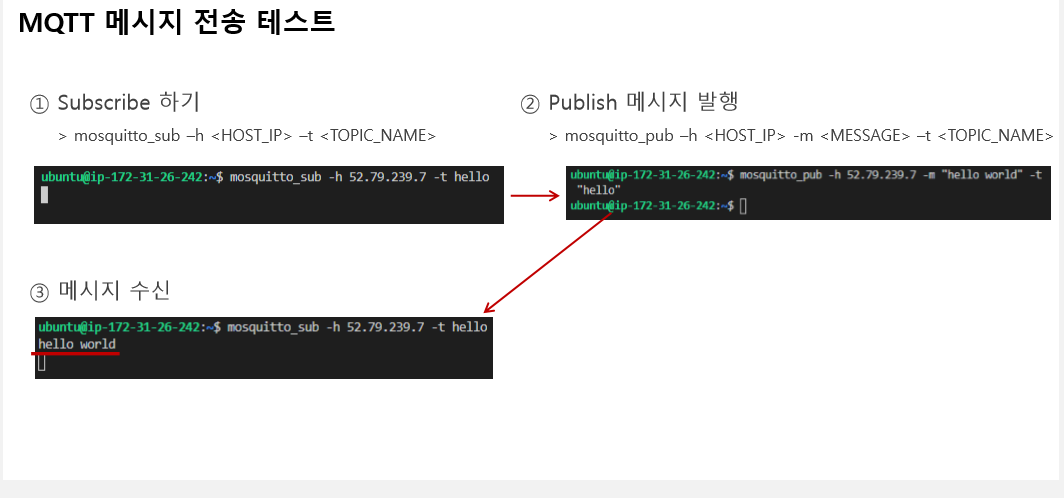 MQTT 메시지 전송 테스트
① Subscribe 하기
> mosquitto_sub –h <HOST_IP> –t <TOPIC_NAME>
ubuntu@ip-172-31-26-242:~$ mosquitto_sub -h 52.79.239.7 -t hello
② Publish 메시지 발행
> mosquitto_pub –h <HOST_IP> -m <MESSAGE> –t <TOPIC_NAME>
ubuntu@ip-172-31-26-242:~$ mosquitto_pub -h 52.79.239.7 -m "hello world" -t
"hello"
ubuntu@ip-172-31-26-242:~$
③ 메시지 수신
ubuntu@ip-172-31-26-242:~$ mosquitto_sub -h 52.79.239.7 -t hello
hello world